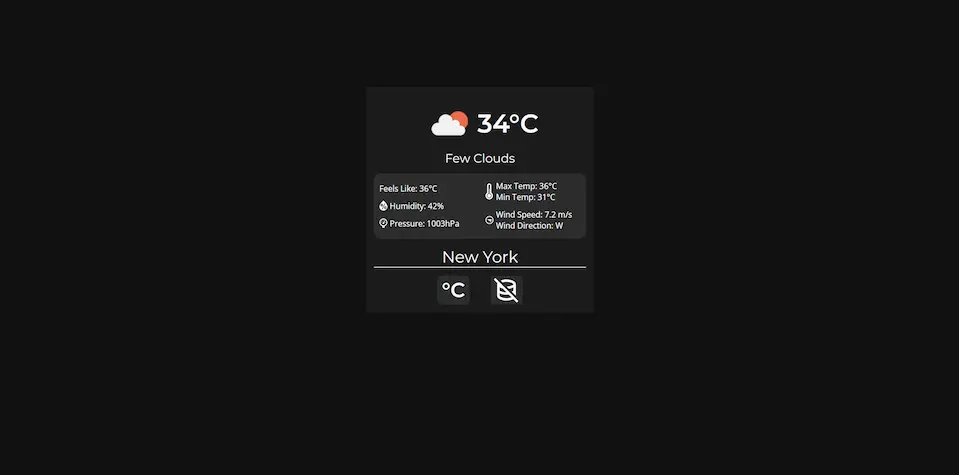 34°C
Few Clouds
Feels Like: 36°C
Humidity: 42%
Pressure: 1003hPa
Max Temp: 36°C
Min Temp: 31°C
Wind Speed: 7.2 m/s
Wind Direction: W
New York
°C